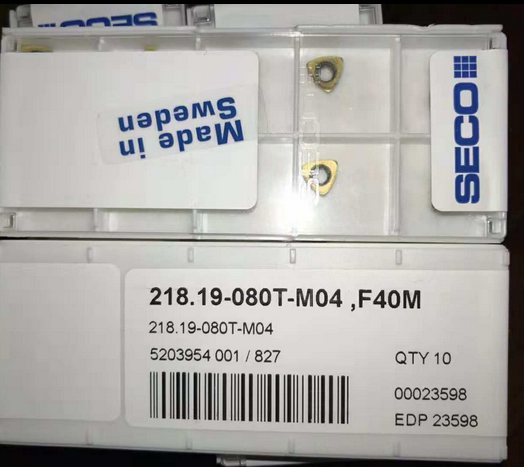 SECO
Made in
Sweden
SECO
218.19-080T-M04 ,F40M
218.19-080T-M04
5203954 001 / 827
QTY 10
00023598
EDP 23598